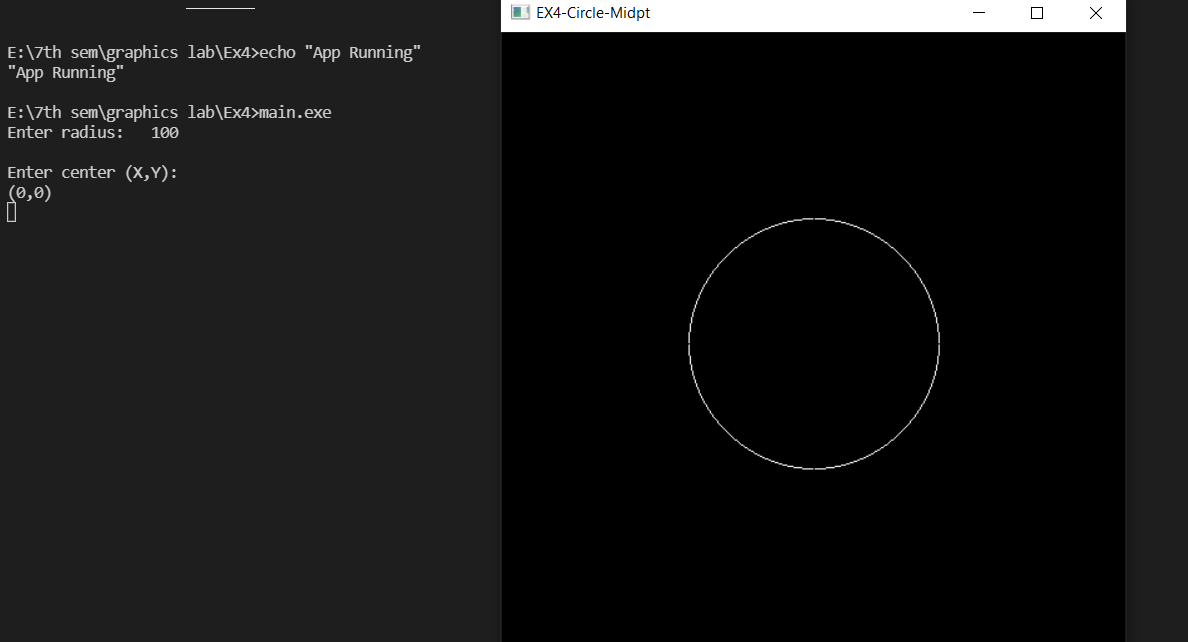 E:\7th sem\graphics lab\Ex4>echo "App Running"
"App Running"
E:\7th sem\graphics lab\Ex4>main.exe
Enter radius:   100
Enter center (X,Y):
(0,0)
EX4-Circle-Midpt